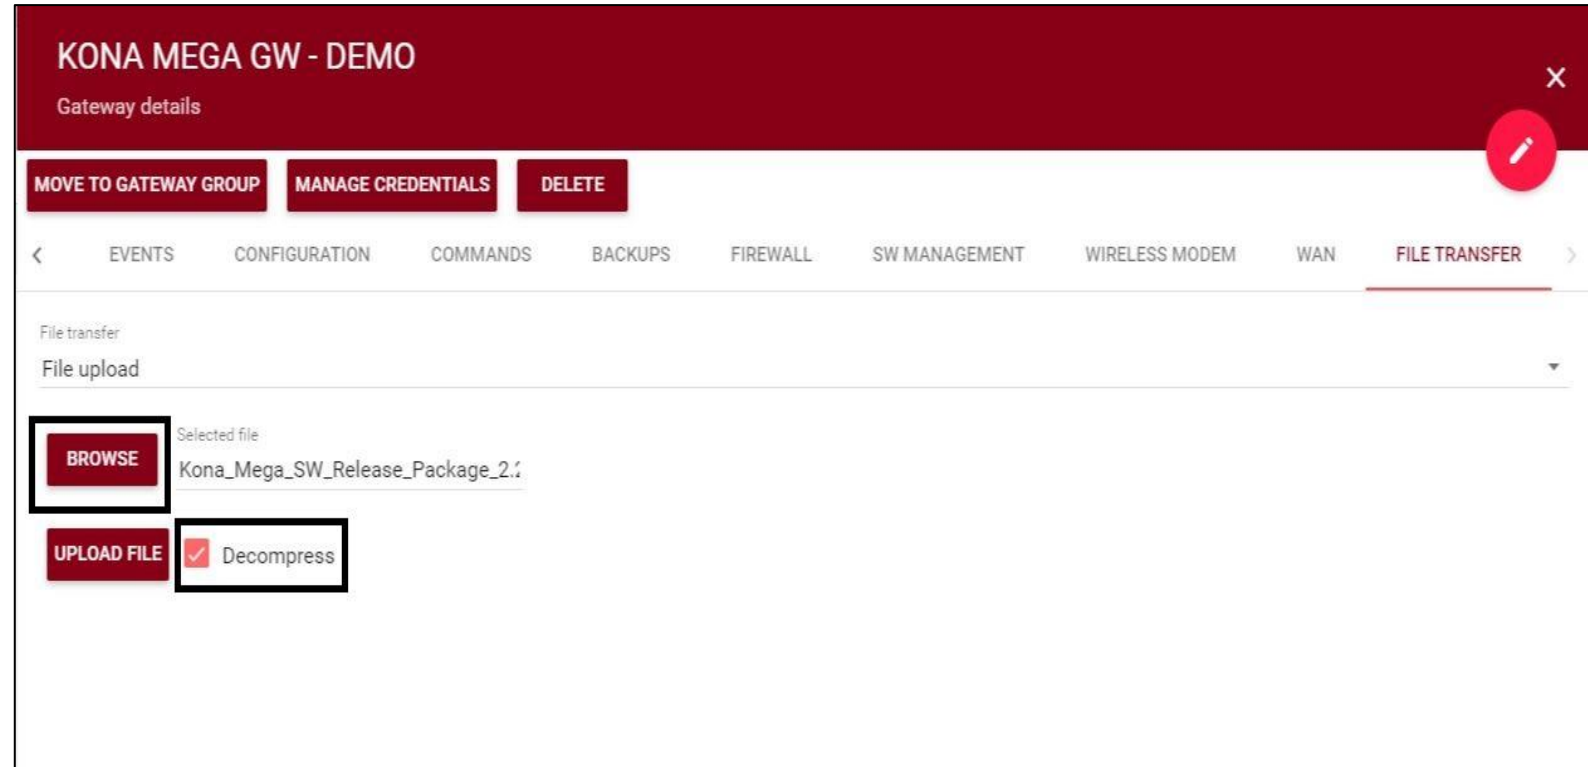 KONA MEGA GW - DEMO
Gateway details
MOVE TO GATEWAY GROUP MANAGE CREDENTIALS DELETE
EVENTS CONFIGURATION COMMANDS BACKUPS FIREWALL SW MANAGEMENT WIRELESS MODEM WAN FILE TRANSFER
File transfer
File upload
Selected file
BROWSE Kona_Mega_SW_Release_Package_2.
UPLOAD FILE Decompress